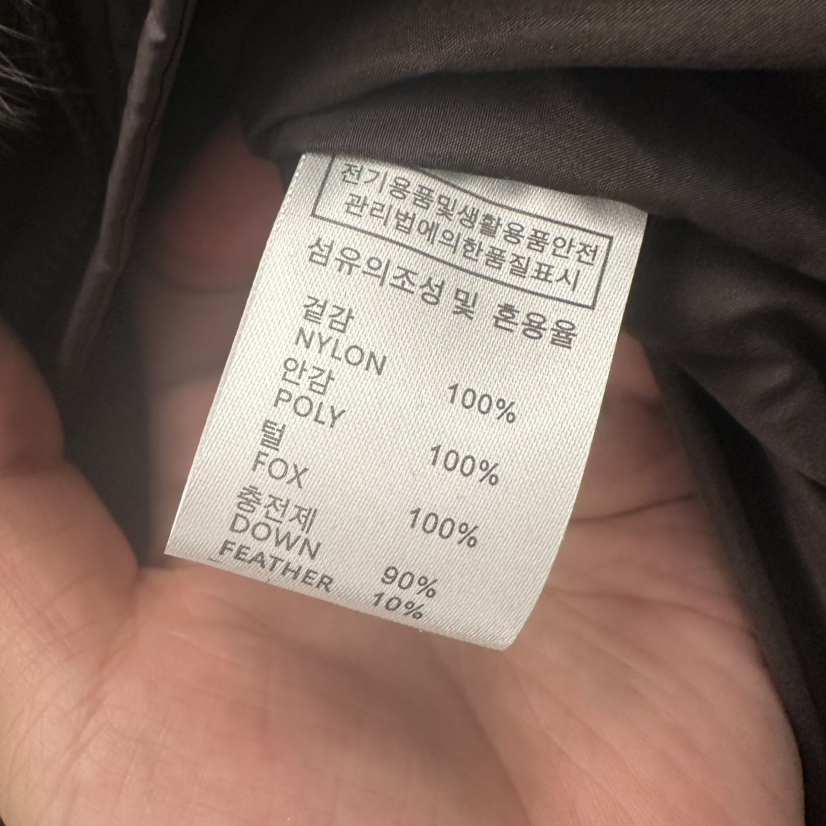 전기용품및생활용품안전
관리법에의한품질표시
섬유의조성 및 혼용율
겉감
NYLON 100%
안감
POLY 100%
털
FOX 100%
충전제
DOWN 90%
FEATHER 10%